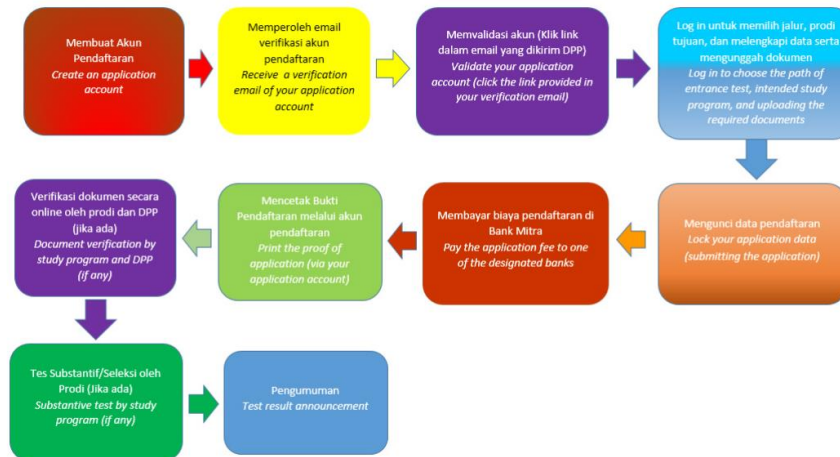 Membuat Akun
Pendaftaran
Create an application
account
Memperoleh email
verifikasi akun
pendaftaran
Receive a verification
email of your application
account
Memvalidasi akun (Klik link
dalam email yang dikirim DPP)
Validate your application
account (click the link provided in
your verification email)
Log in untuk memilih jalur, prodi
tujuan, dan melengkapi data serta
mengunggah dokumen
Log in to choose the path of
entrance test, intended study
program, and uploading the
required documents
Mengunci data pendaftaran
Lock your application data
(submitting the application)
Membayar biaya pendaftaran di
Bank Mitra
Pay the application fee to one
of the designated banks
Mencetak Bukti
Pendaftaran melalui akun
pendaftaran
Print the proof of
application (via your
application account)
Verifikasi dokumen secara
online oleh prodi dan DPP
(jika ada)
Document verification by
study program and DPP
(if any)
Tes Substantif/Seleksi oleh
Prodi (Jika ada)
Substantive test by study
program (if any)
Pengumuman
Test result announcement